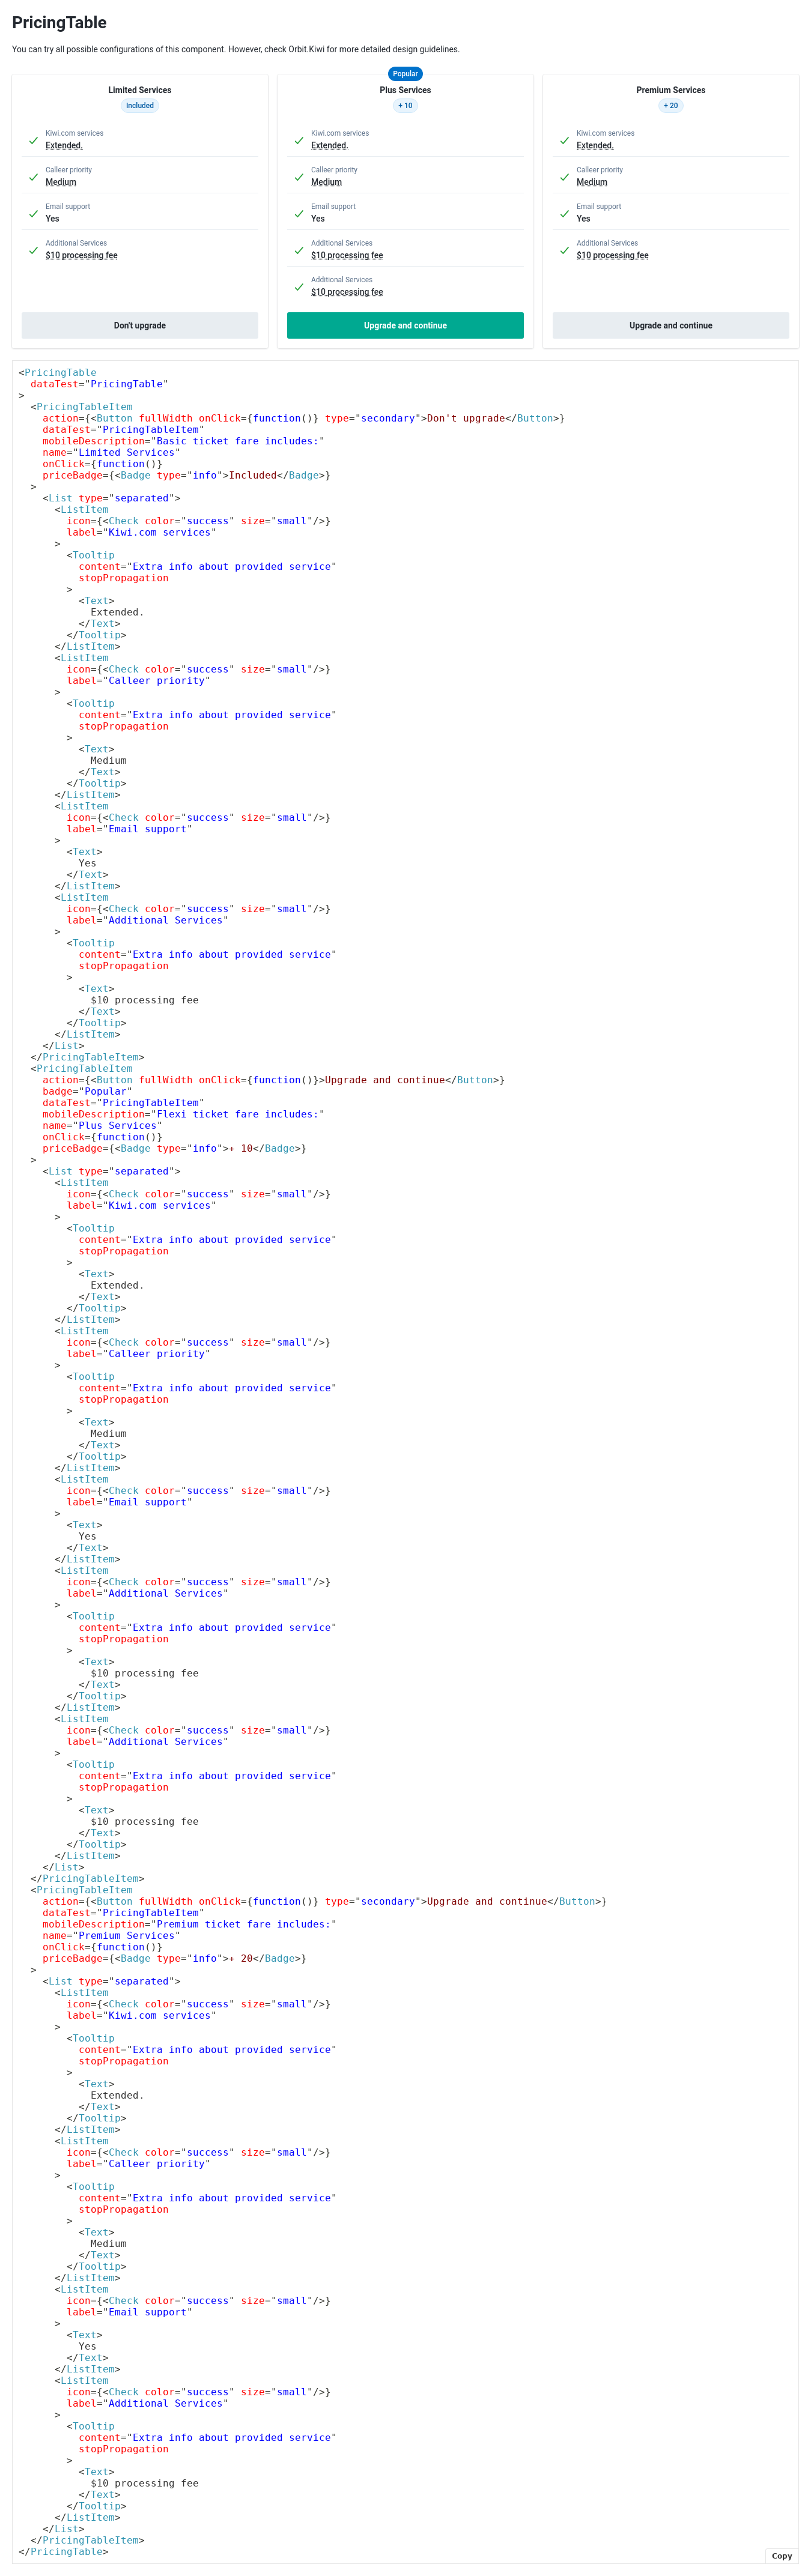 PricingTable
You can try all possible configurations of this component. However, check Orbit.Kiwi for more detailed design guidelines.
Limited Services
Included
Kiwi.com services
Extended.
Calleer priority
Medium
Email support
Yes
Additional Services
$10 processing fee
Don't upgrade
Popular
Plus Services
+ 10
Kiwi.com services
Extended.
Calleer priority
Medium
Email support
Yes
Additional Services
$10 processing fee
Additional Services
$10 processing fee
Upgrade and continue
Premium Services
+ 20
Kiwi.com services
Extended.
Calleer priority
Medium
Email support
Yes
Additional Services
$10 processing fee
Upgrade and continue
<PricingTable
  dataTest="PricingTable"
>
  <PricingTableItem
    action={<Button fullWidth onClick={function()} type="secondary">Don't upgrade</Button>}
    dataTest="PricingTableItem"
    mobileDescription="Basic ticket fare includes:"
    name="Limited Services"
    onClick={function()}
    priceBadge={<Badge type="info">Included</Badge>}
  >
    <List type="separated">
      <ListItem
        icon={<Check color="success" size="small"/>}
        label="Kiwi.com services"
      >
        <Tooltip
          content="Extra info about provided service"
          stopPropagation
        >
          <Text>
            Extended.
          </Text>
        </Tooltip>
      </ListItem>
      <ListItem
        icon={<Check color="success" size="small"/>}
        label="Calleer priority"
      >
        <Tooltip
          content="Extra info about provided service"
          stopPropagation
        >
          <Text>
            Medium
          </Text>
        </Tooltip>
      </ListItem>
      <ListItem
        icon={<Check color="success" size="small"/>}
        label="Email support"
      >
        <Text>
          Yes
        </Text>
      </ListItem>
      <ListItem
        icon={<Check color="success" size="small"/>}
        label="Additional Services"
      >
        <Tooltip
          content="Extra info about provided service"
          stopPropagation
        >
          <Text>
            $10 processing fee
          </Text>
        </Tooltip>
      </ListItem>
    </List>
  </PricingTableItem>
  <PricingTableItem
    action={<Button fullWidth onClick={function()}>Upgrade and continue</Button>}
    badge="Popular"
    dataTest="PricingTableItem"
    mobileDescription="Flexi ticket fare includes:"
    name="Plus Services"
    onClick={function()}
    priceBadge={<Badge type="info">+ 10</Badge>}
  >
    <List type="separated">
      <ListItem
        icon={<Check color="success" size="small"/>}
        label="Kiwi.com services"
      >
        <Tooltip
          content="Extra info about provided service"
          stopPropagation
        >
          <Text>
            Extended.
          </Text>
        </Tooltip>
      </ListItem>
      <ListItem
        icon={<Check color="success" size="small"/>}
        label="Calleer priority"
      >
        <Tooltip
          content="Extra info about provided service"
          stopPropagation
        >
          <Text>
            Medium
          </Text>
        </Tooltip>
      </ListItem>
      <ListItem
        icon={<Check color="success" size="small"/>}
        label="Email support"
      >
        <Text>
          Yes
        </Text>
      </ListItem>
      <ListItem
        icon={<Check color="success" size="small"/>}
        label="Additional Services"
      >
        <Tooltip
          content="Extra info about provided service"
          stopPropagation
        >
          <Text>
            $10 processing fee
          </Text>
        </Tooltip>
      </ListItem>
      <ListItem
        icon={<Check color="success" size="small"/>}
        label="Additional Services"
      >
        <Tooltip
          content="Extra info about provided service"
          stopPropagation
        >
          <Text>
            $10 processing fee
          </Text>
        </Tooltip>
      </ListItem>
    </List>
  </PricingTableItem>
  <PricingTableItem
    action={<Button fullWidth onClick={function()} type="secondary">Upgrade and continue</Button>}
    dataTest="PricingTableItem"
    mobileDescription="Premium ticket fare includes:"
    name="Premium Services"
    onClick={function()}
    priceBadge={<Badge type="info">+ 20</Badge>}
  >
    <List type="separated">
      <ListItem
        icon={<Check color="success" size="small"/>}
        label="Kiwi.com services"
      >
        <Tooltip
          content="Extra info about provided service"
          stopPropagation
        >
          <Text>
            Extended.
          </Text>
        </Tooltip>
      </ListItem>
      <ListItem
        icon={<Check color="success" size="small"/>}
        label="Calleer priority"
      >
        <Tooltip
          content="Extra info about provided service"
          stopPropagation
        >
          <Text>
            Medium
          </Text>
        </Tooltip>
      </ListItem>
      <ListItem
        icon={<Check color="success" size="small"/>}
        label="Email support"
      >
        <Text>
          Yes
        </Text>
      </ListItem>
      <ListItem
        icon={<Check color="success" size="small"/>}
        label="Additional Services"
      >
        <Tooltip
          content="Extra info about provided service"
          stopPropagation
        >
          <Text>
            $10 processing fee
          </Text>
        </Tooltip>
      </ListItem>
    </List>
  </PricingTableItem>
</PricingTable>
Copy